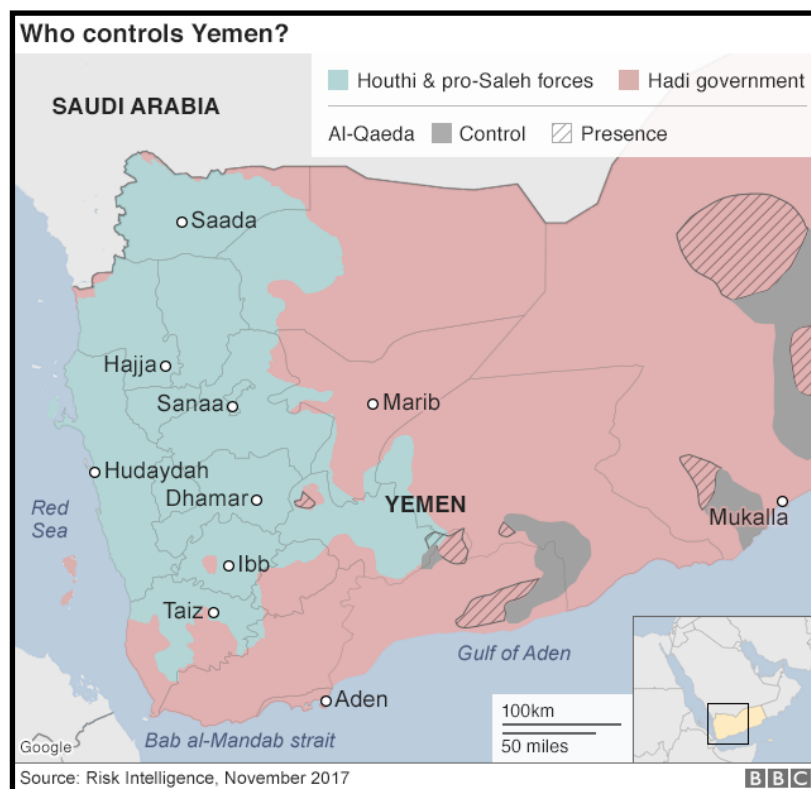 Who controls Yemen?
Houthi & pro-Saleh forces
Hadi government
Al-Qaeda
Control
Presence
SAUDI ARABIA
Saada
Hajja
Sanaa
Marib
Hudaydah
Dhamar
YEMEN
Mukalla
Red
Sea
Ibb
Taiz
Gulf of Aden
Aden
100km
50 miles
Bab al-Mandab strait
Google
Source: Risk Intelligence, November 2017
BBC